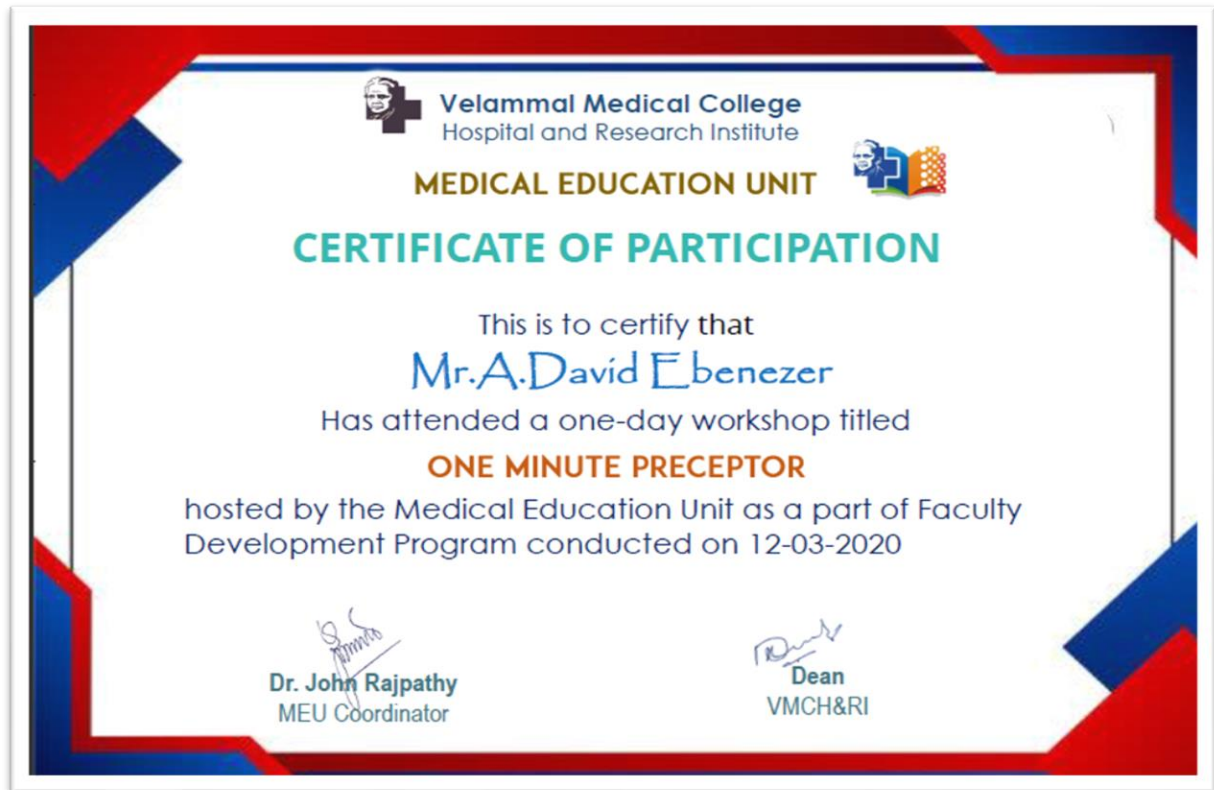 Velammal Medical College
Hospital and Research Institute
MEDICAL EDUCATION UNIT
CERTIFICATE OF PARTICIPATION
This is to certify that
Mr.A.David Ebenezer
Has attended a one-day workshop titled
ONE MINUTE PRECEPTOR
hosted by the Medical Education Unit as a part of Faculty
Development Program conducted on 12-03-2020
Dr. John Rajpathy
MEU Coordinator
Dean
VMCH&RI